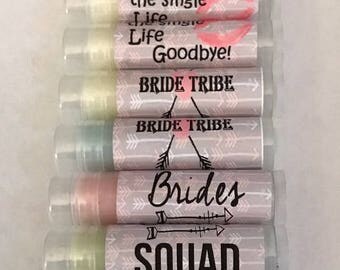 the Single
Life
Life
Goodbye!
BRIDE TRIBE
BRIDE TRIBE
Brides
SQUAD